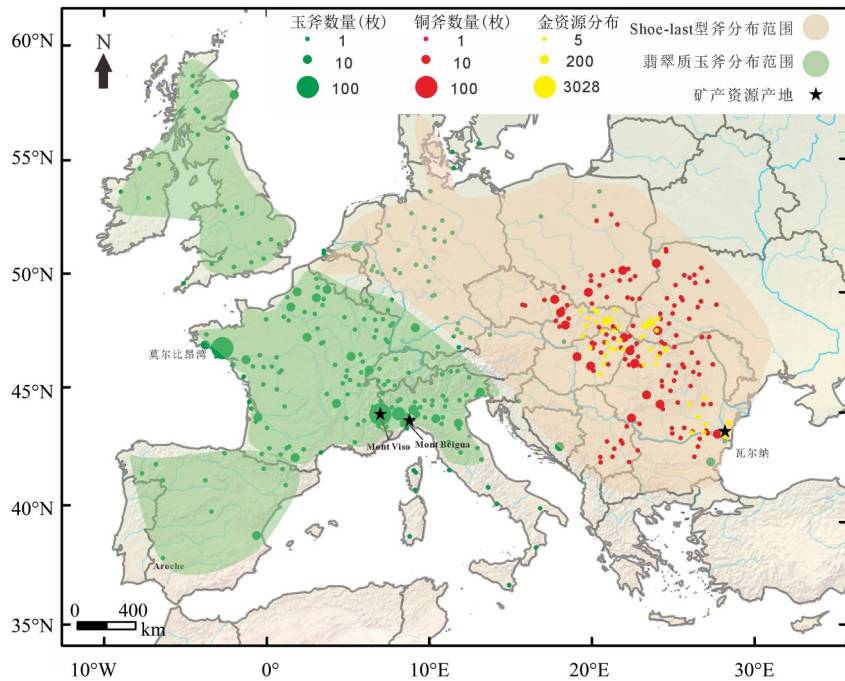 60°N
55°N
50°N
45°N
40°N
35°N
N
玉斧数量(枚)
1
10
100
铜斧数量(枚)
1
10
100
金资源分布
5
200
3028
Shoe-last型斧分布范围
翡翠质玉斧分布范围
矿产资源产地
莫尔比昂湾
Mont Viso
Mont Beigua
瓦尔纳
Aroche
0 400
km
10°W
0°
10°E
20°E
30°E